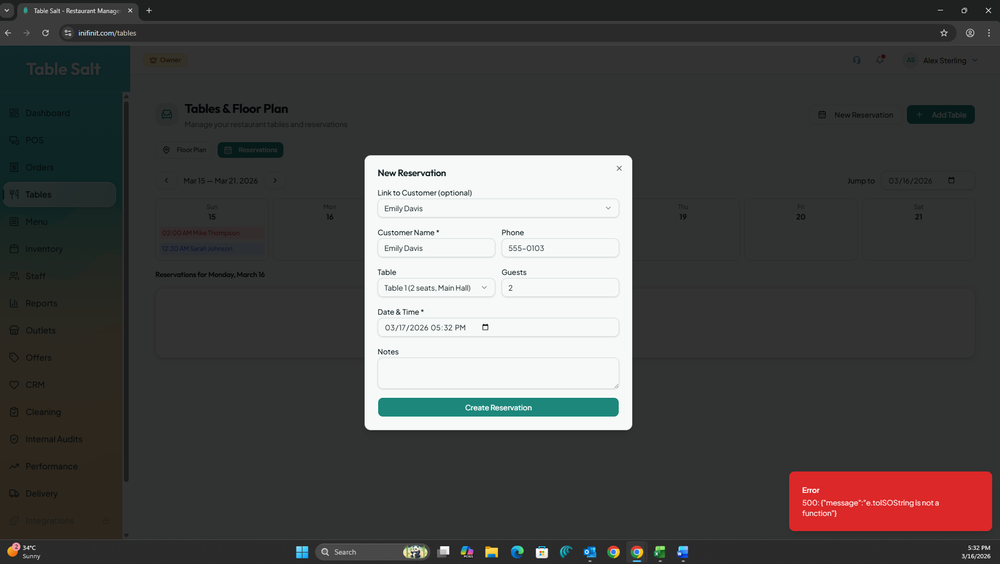 Table Salt - Restaurant Manage
inifinit.com/tables
Table Salt
Owner
AS
Alex Sterling
Dashboard
POS
Orders
Tables
Menu
Inventory
Staff
Reports
Outlets
Offers
CRM
Cleaning
Internal Audits
Performance
Delivery
Integrations
Tables & Floor Plan
Manage your restaurant tables and reservations
New Reservation
+ Add Table
Floor Plan
Reservations
Mar 15 — Mar 21, 2026
Jump to
03/16/2026
Sun
15
02:00 AM Mike Thompson
12:30 AM Sarah Johnson
Mon
16
Thu
19
Fri
20
Sat
21
Reservations for Monday, March 16
New Reservation
Link to Customer (optional)
Emily Davis
Customer Name *
Phone
Emily Davis
555-0103
Table
Guests
Table 1 (2 seats, Main Hall)
2
Date & Time *
03/17/2026 05:32 PM
Notes
Create Reservation
Error
500: {"message":"e.toISOString is not a
function"}
2
34°C
Sunny
Search
M365
5:32 PM
3/16/2026